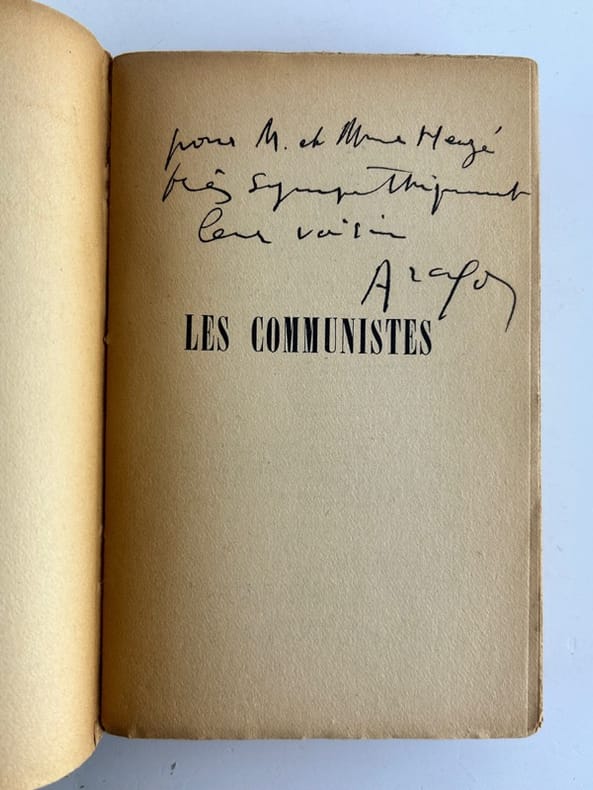 pour M. et Mme Hergé
très sympathiquement
leur voisin
Aragon
LES COMMUNISTES